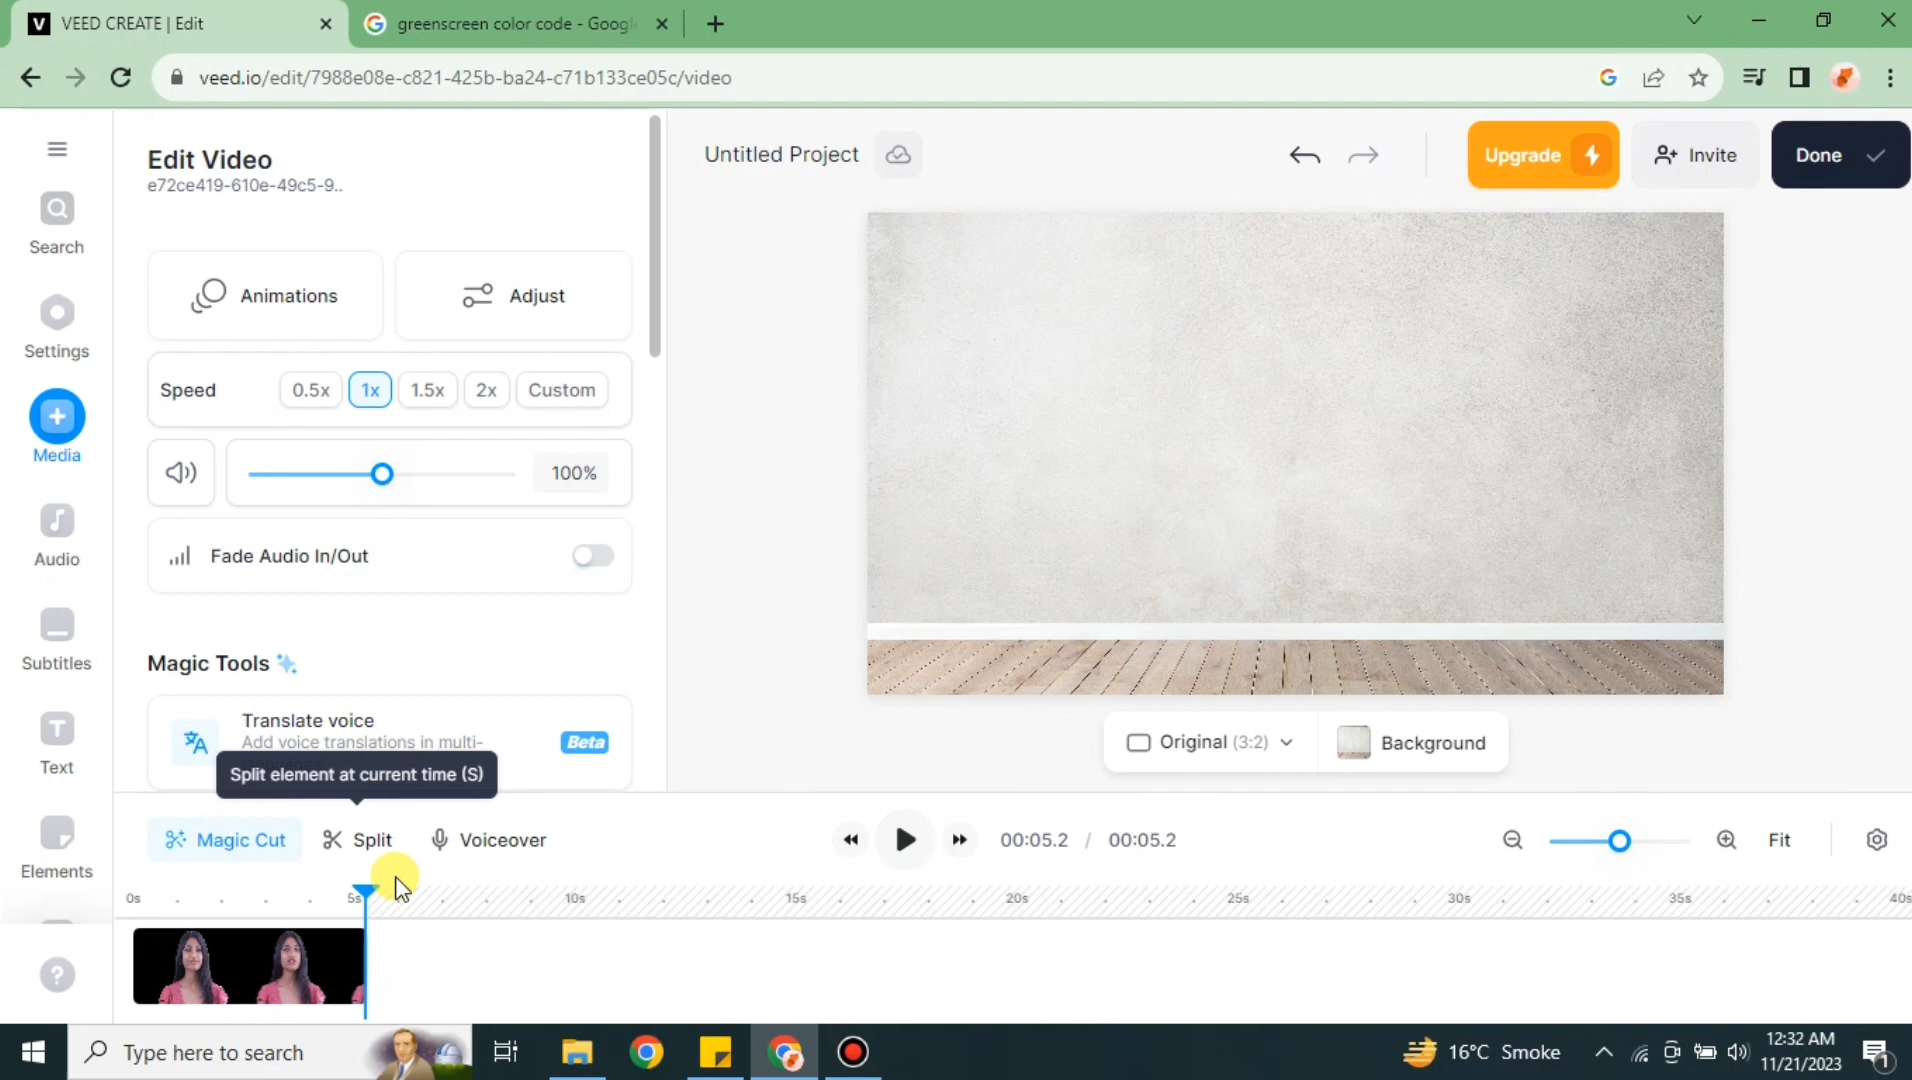 VEED CREATE | Edit
greenscreen color code - Googl
veed.io/edit/7988e08e-c821-425b-ba24-c71b133ce05c/video
Edit Video
e72ce419-610e-49c5-9..
Untitled Project
Upgrade
Invite
Done
Search
Settings
Media
Audio
Subtitles
Text
Elements
Animations
Adjust
Speed
0.5x
1x
1.5x
2x
Custom
100%
Fade Audio In/Out
Magic Tools
Translate voice
Add voice translations in multi-
Beta
Split element at current time (S)
Original (3:2)
Background
Magic Cut
Split
Voiceover
00:05.2 / 00:05.2
Fit
0s 5s 10s 15s 20s 25s 30s 35s 40s
Type here to search
16°C Smoke
12:32 AM
11/21/2023
1